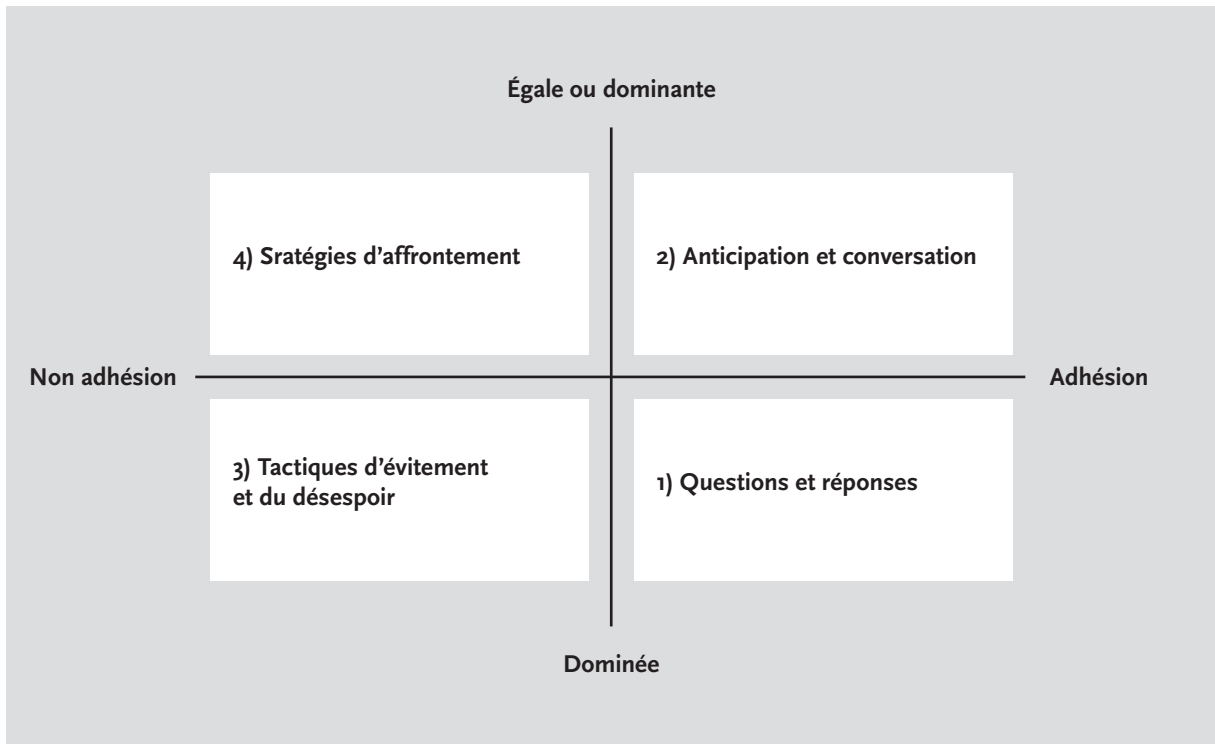 Égale ou dominante
4) Sratégies d'affrontement
2) Anticipation et conversation
Non adhésion
Adhésion
3) Tactiques d'évitement
et du désespoir
1) Questions et réponses
Dominée